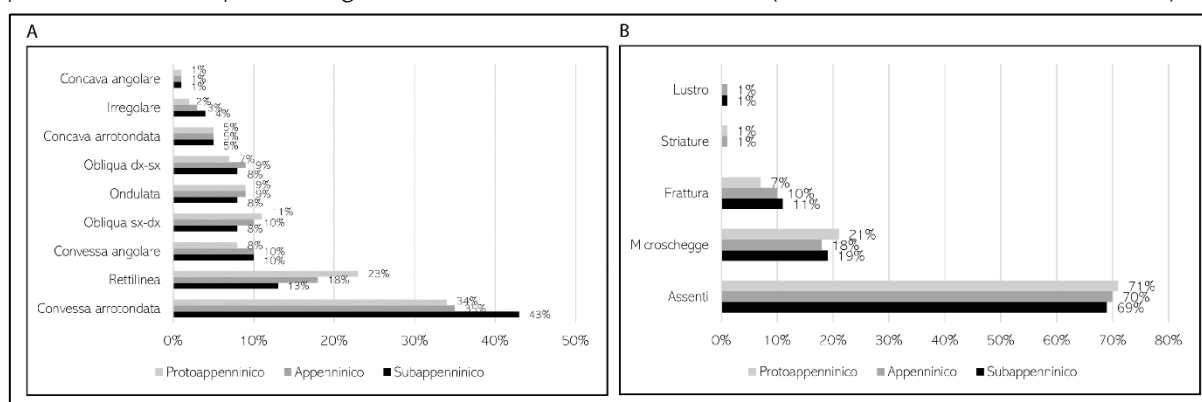 A
Concava angolare 1% 1% 1%
Irregolare 2% 3% 4%
Concava arrotondata 5% 5% 5%
Obliqua dx-sx 7% 9% 8%
Ondulata 9% 9% 8%
Obliqua sx-dx 11% 10% 8%
Convessa angolare 8% 10% 10%
Rettilinea 23% 18% 13%
Convessa arrotondata 34% 35% 43%
0% 10% 20% 30% 40% 50%
Protoappenninico Appenninico Subappenninico
B
Lustro 1% 1%
Striature 1% 1%
Frattura 7% 10% 11%
M croschegge 21% 18% 19%
Assenti 71% 70% 69%
0% 10% 20% 30% 40% 50% 60% 70% 80%
Protoappenninico Appenninico Subappenninico